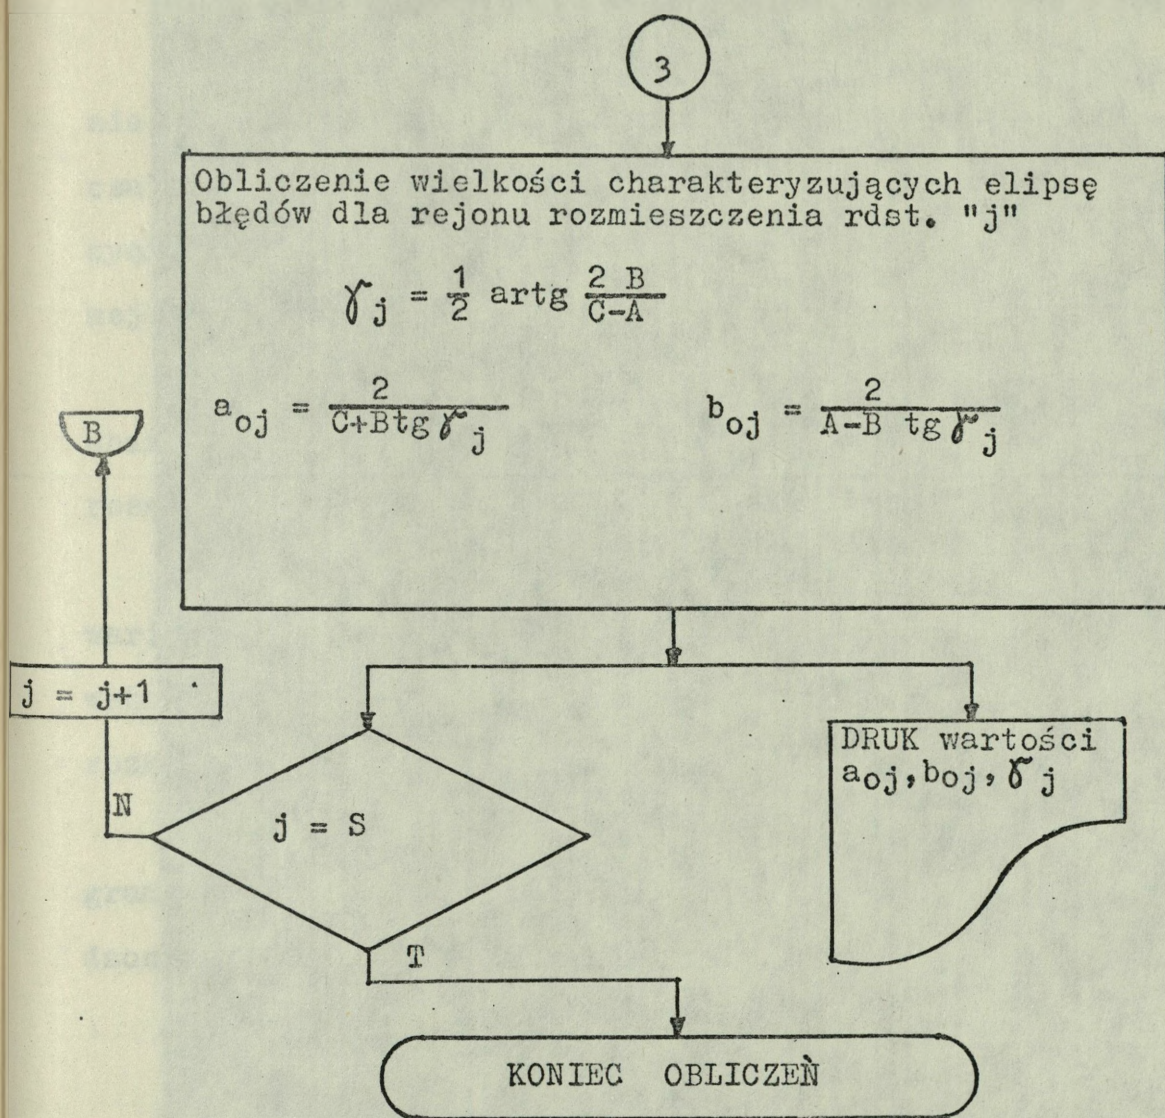 3
Obliczenie wielkości charakteryzujących elipsę
błędów dla rejonu rozmieszczenia rdst. "j"
γj = 1/2 artg 2 B/C-A
aoj = 2/C+Btgγj
boj = 2/A-B tgγj
B
j = j+1
DRUK wartości
aoj,boj,γj
N
j = S
T
KONIEC OBLICZEŃ